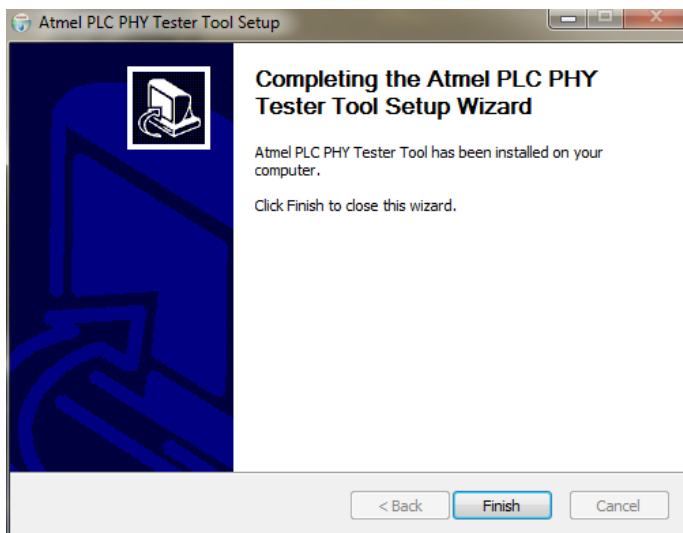 Atmel PLC PHY Tester Tool Setup
Completing the Atmel PLC PHY
Tester Tool Setup Wizard
Atmel PLC PHY Tester Tool has been installed on your
computer.
Click Finish to close this wizard.
< Back Finish Cancel